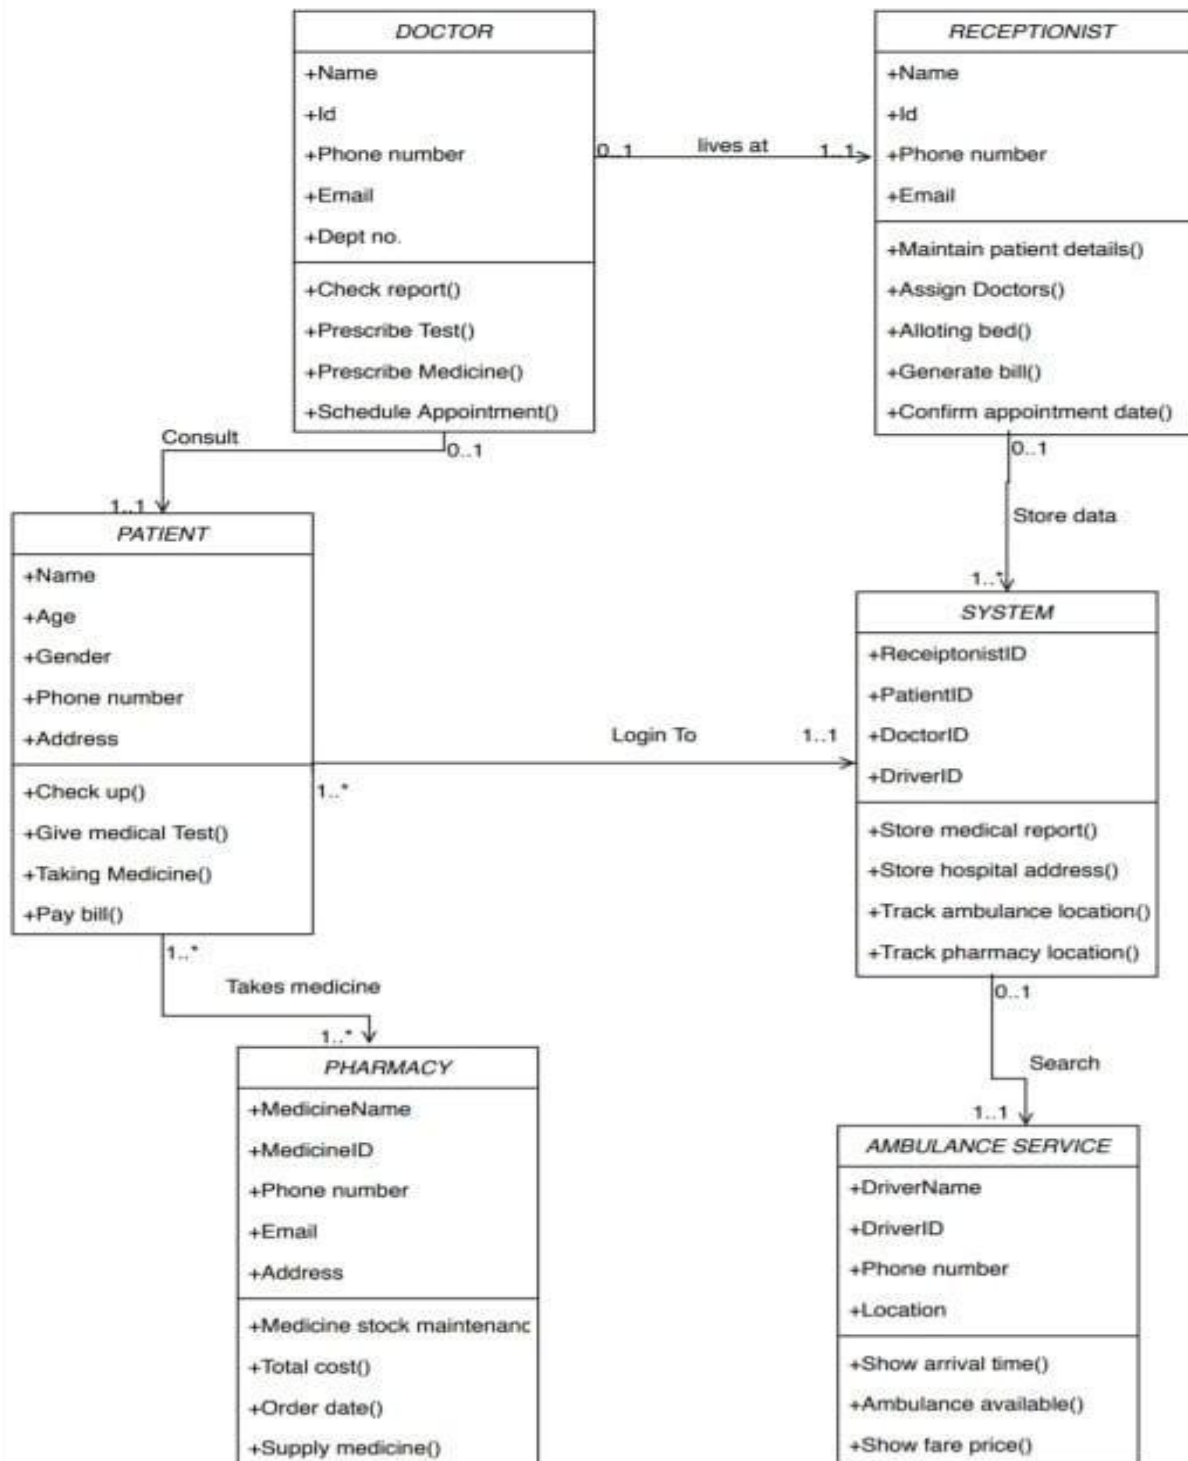 DOCTOR
+Name
+Id
+Phone number
+Email
+Dept no.
+Check report()
+Prescribe Test()
+Prescribe Medicine()
+Schedule Appointment()
RECEPTIONIST
+Name
+Id
+Phone number
+Email
+Maintain patient details()
+Assign Doctors()
+Alloting bed()
+Generate bill()
+Confirm appointment date()
0..1
lives at
1..1
Consult
0..1
1..1
0..1
Store data
1..*
PATIENT
+Name
+Age
+Gender
+Phone number
+Address
+Check up()
+Give medical Test()
+Taking Medicine()
+Pay bill()
Login To
1..1
1..*
SYSTEM
+ReceiptonistID
+PatientID
+DoctorID
+DriverID
+Store medical report()
+Store hospital address()
+Track ambulance location()
+Track pharmacy location()
1..*
Takes medicine
1..*
0..1
Search
1..1
PHARMACY
+MedicineName
+MedicineID
+Phone number
+Email
+Address
+Medicine stock maintenanc
+Total cost()
+Order date()
+Supply medicine()
AMBULANCE SERVICE
+DriverName
+DriverID
+Phone number
+Location
+Show arrival time()
+Ambulance available()
+Show fare price()